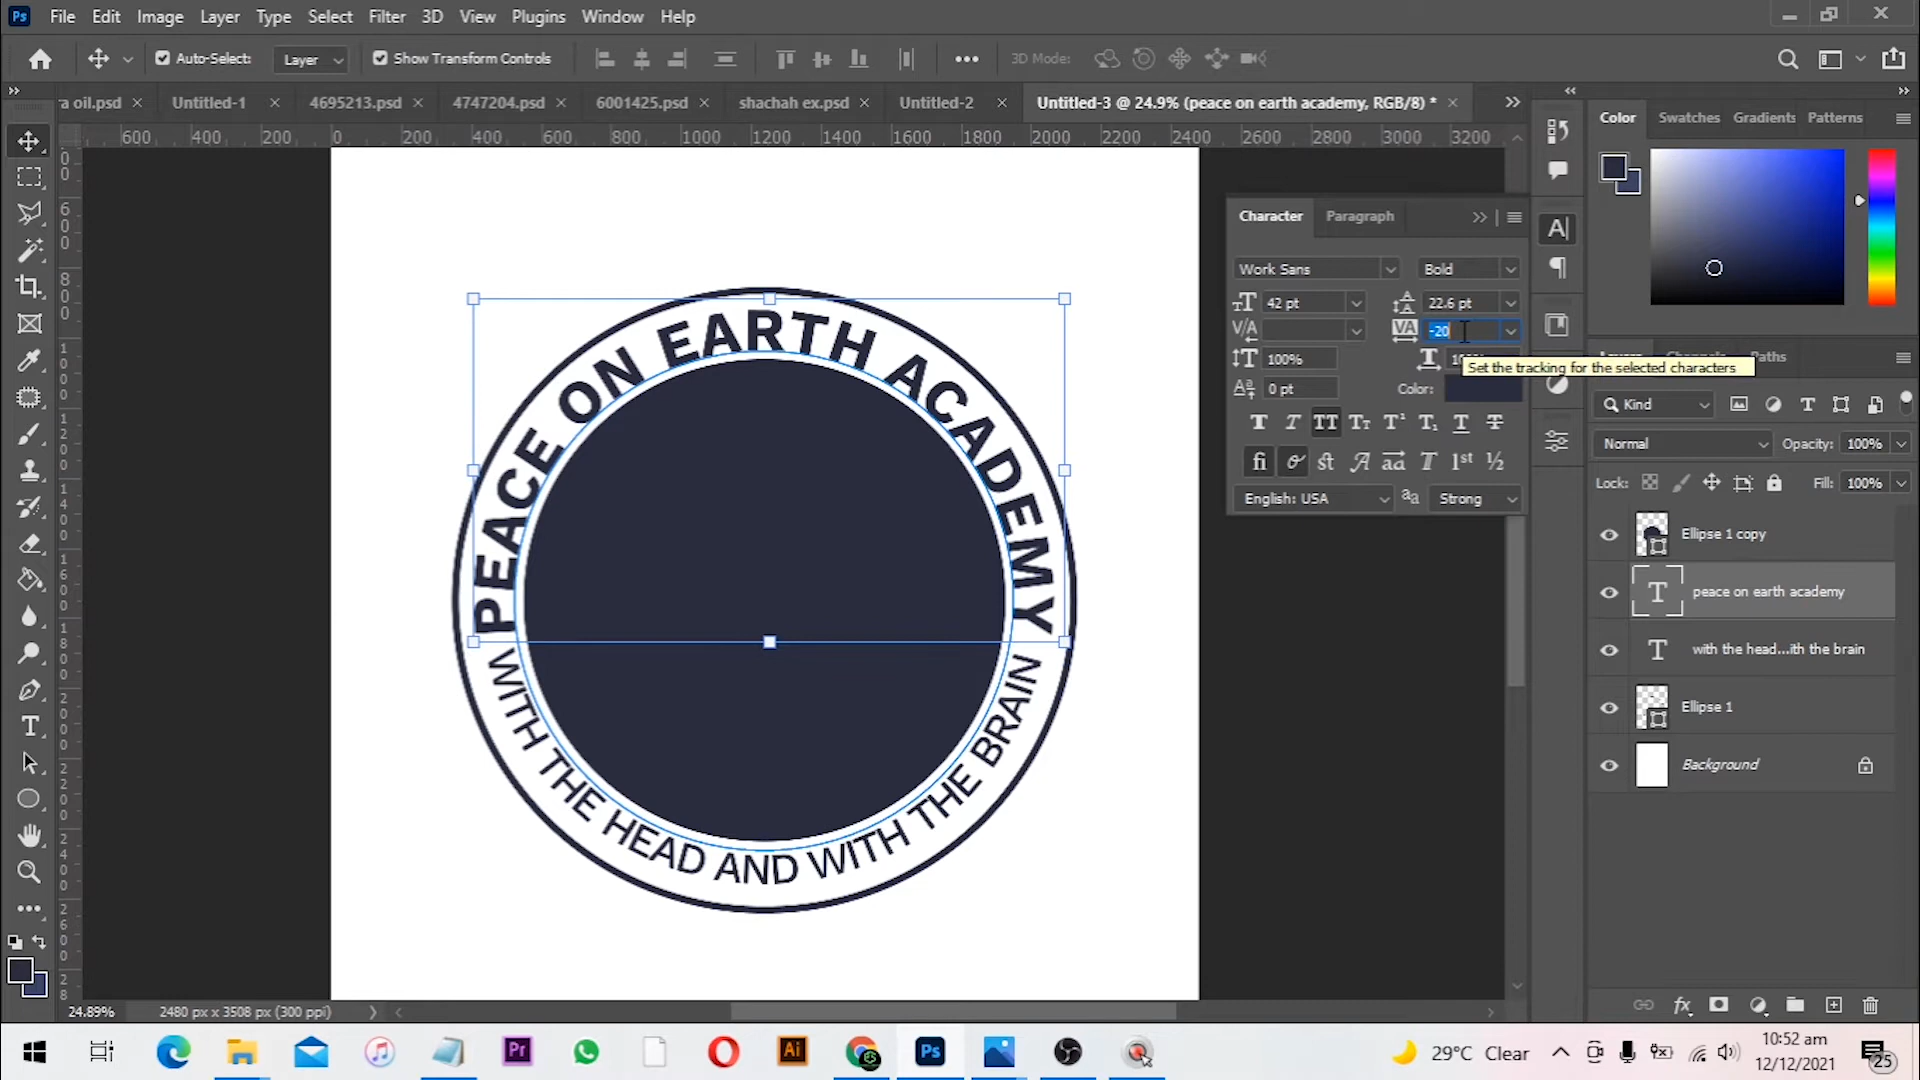 Ps File Edit Image Layer Type Select Filter 3D View Plugins Window Help
Auto-Select: Layer Show Transform Controls 3D Mode:
ra oil.psd Untitled-1 4695213.psd 4747204.psd 6001425.psd shachah ex.psd Untitled-2 Untitled-3 @ 24.9% (peace on earth academy, RGB/8) *
600 400 200 0 200 400 600 800 1000 1200 1400 1600 1800 2000 2200 2400 2600 2800 3000 3200
Color Swatches Gradients Patterns
Character Paragraph
Work Sans Bold
42 pt 22.6 pt
-20
100%
Set the tracking for the selected characters
0 pt Color:
English: USA Strong
Paths
Kind
Normal Opacity: 100%
Lock: Fill: 100%
Ellipse 1 copy
peace on earth academy
with the head...ith the brain
Ellipse 1
Background
PEACE ON EARTH ACADEMY
WITH THE HEAD AND WITH THE BRAIN
24.89% 2480 px x 3508 px (300 ppi)
Pr Ai Ps
29°C Clear
10:52 am
12/12/2021
25